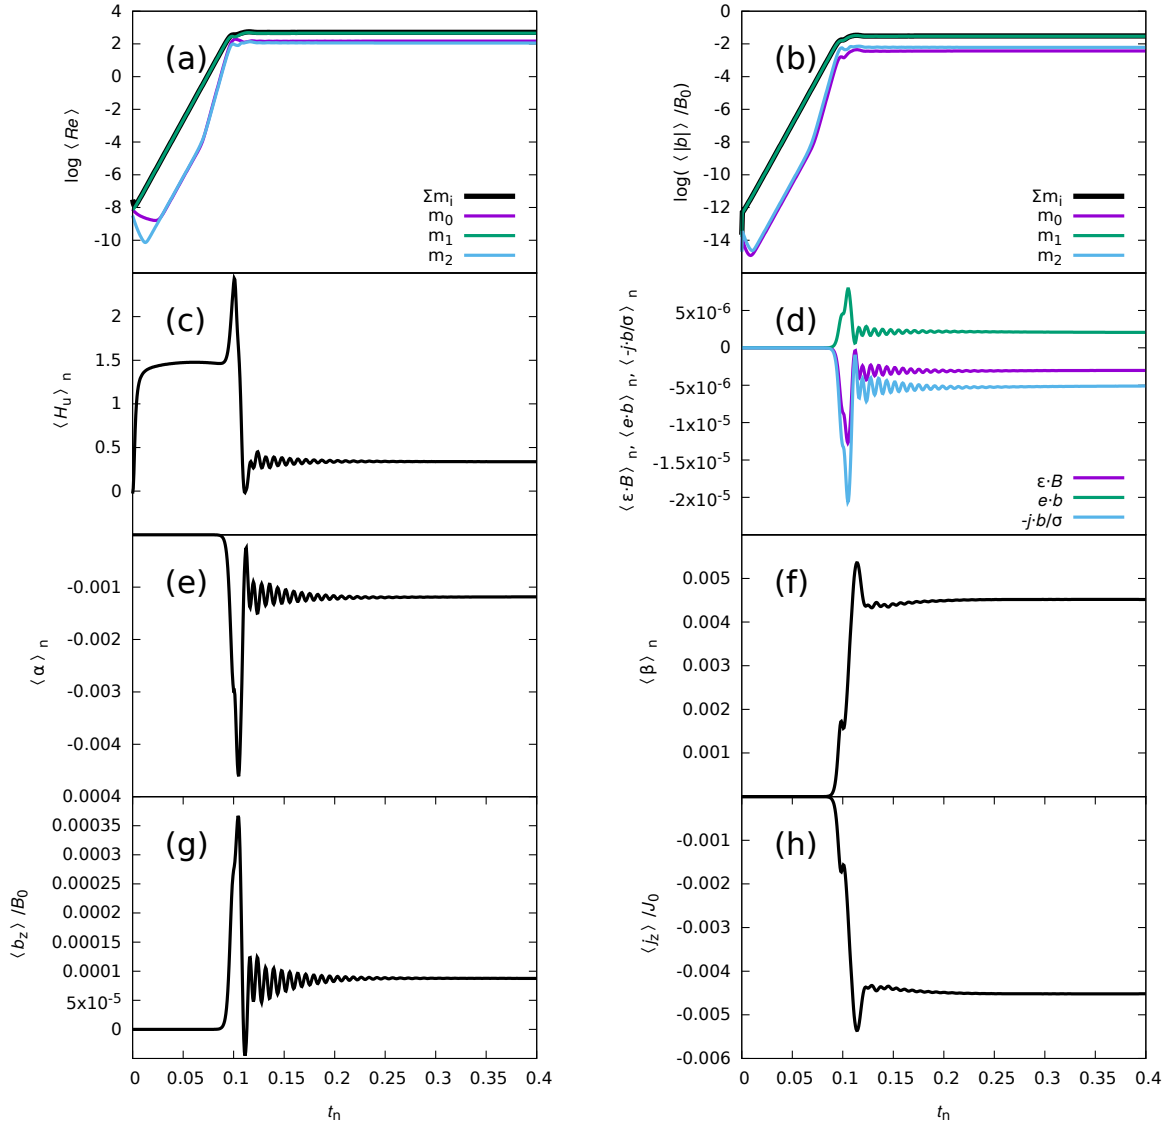 4
2
0
-2
-4
-6
-8
-10
log ⟨Re⟩
(a)
Σmᵢ
m₀
m₁
m₂
0
-2
-4
-6
-8
-10
-12
-14
log(⟨|b|⟩/B₀)
(b)
Σmᵢ
m₀
m₁
m₂
2
1.5
1
0.5
0
⟨Hᵤ⟩ₙ
(c)
5x10⁻⁶
0
-5x10⁻⁶
-1x10⁻⁵
-1.5x10⁻⁵
-2x10⁻⁵
⟨ε·B⟩ₙ, ⟨e·b⟩ₙ, ⟨-j·b/σ⟩ₙ
(d)
ε·B
e·b
-j·b/σ
-0.001
-0.002
-0.003
-0.004
⟨α⟩ₙ
(e)
0.005
0.004
0.003
0.002
0.001
⟨β⟩ₙ
(f)
0.0004
0.00035
0.0003
0.00025
0.0002
0.00015
0.0001
5x10⁻⁵
0
⟨b_z⟩/B₀
(g)
0 0.05 0.1 0.15 0.2 0.25 0.3 0.35 0.4
tₙ
-0.001
-0.002
-0.003
-0.004
-0.005
-0.006
⟨j_z⟩/J₀
(h)
0 0.05 0.1 0.15 0.2 0.25 0.3 0.35 0.4
tₙ